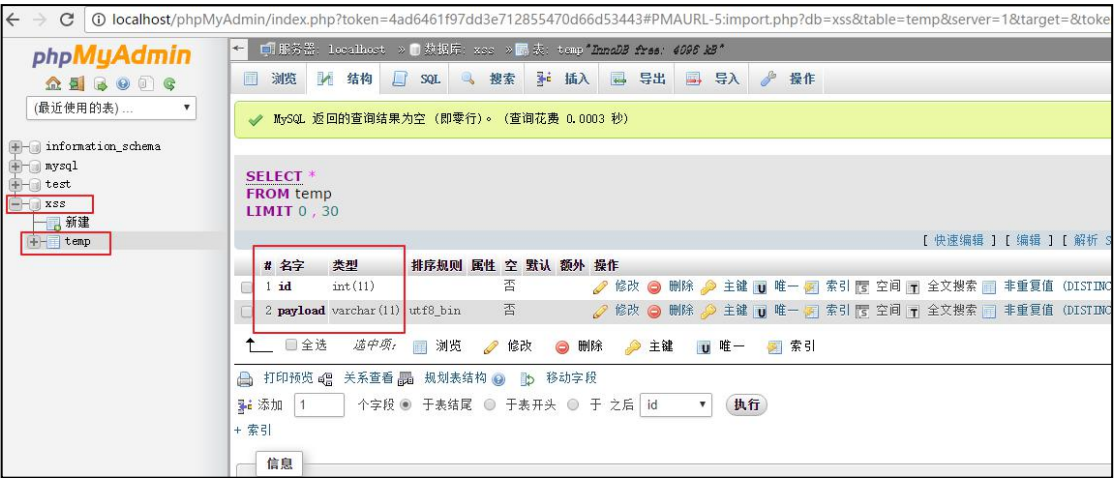 localhost/phpMyAdmin/index.php?token=4ad6461f97dd3e712855470d66d53443#PMAURL-5:import.php?db=xss&table=temp&server=1&target=&toke
phpMyAdmin
(最近使用的表) ...
information_schema
mysql
test
xss
新建
temp
服务器: localhost » 数据库: xss » 表: temp "InnoDB free: 4096 kB"
浏览 结构 SQL 搜索 插入 导出 导入 操作
MySQL 返回的查询结果为空 (即零行)。 (查询花费 0.0003 秒)
SELECT *
FROM temp
LIMIT 0 , 30
[ 快速编辑 ] [ 编辑 ] [ 解析 S
# 名字 类型 排序规则 属性 空 默认 额外 操作
1 id int(11) 否 修改 删除 主键 唯一 索引 空间 全文搜索 非重复值 (DISTINC
2 payload varchar(11) utf8_bin 否 修改 删除 主键 唯一 索引 空间 全文搜索 非重复值 (DISTINC
全选 选中项: 浏览 修改 删除 主键 唯一 索引
打印预览 关系查看 规划表结构 移动字段
添加 1 个字段 于表结尾 于表开头 于 之后 id 执行
+ 索引
信息